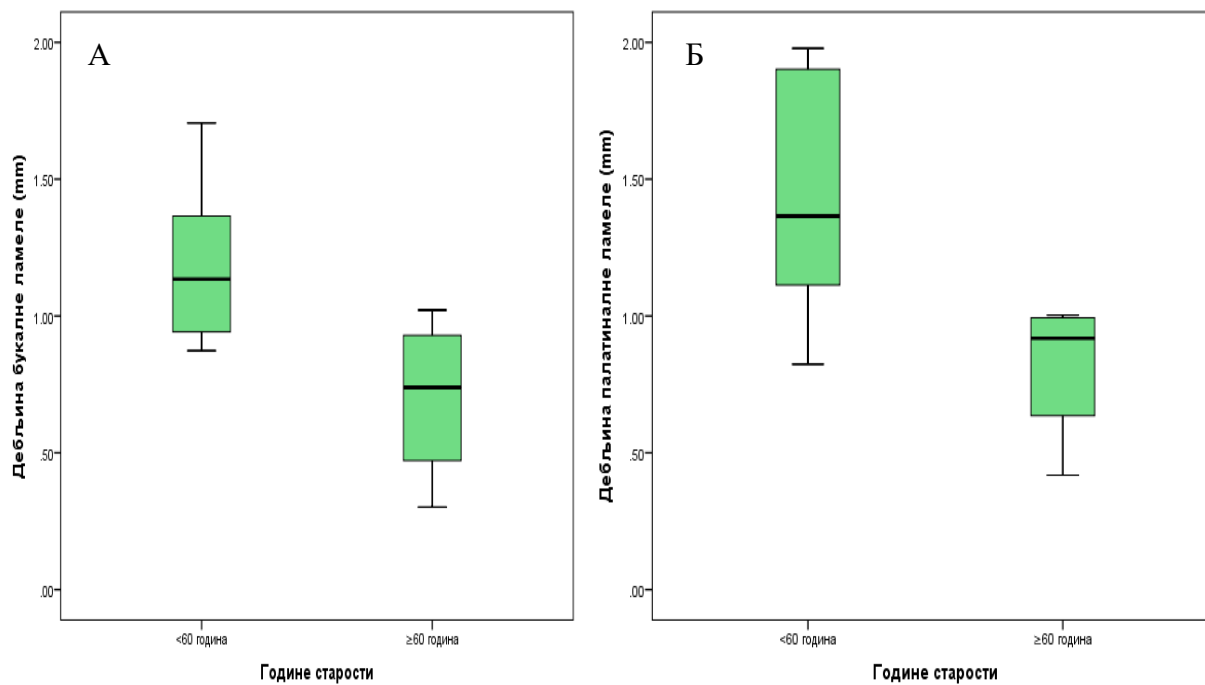 А
Дебљина букалне ламеле (mm)
2.00
1.50
1.00
.50
.00
<60 година
≥60 година
Године старости
Б
Дебљина палатиналне ламеле (mm)
2.00
1.50
1.00
.50
.00
<60 година
≥60 година
Године старости